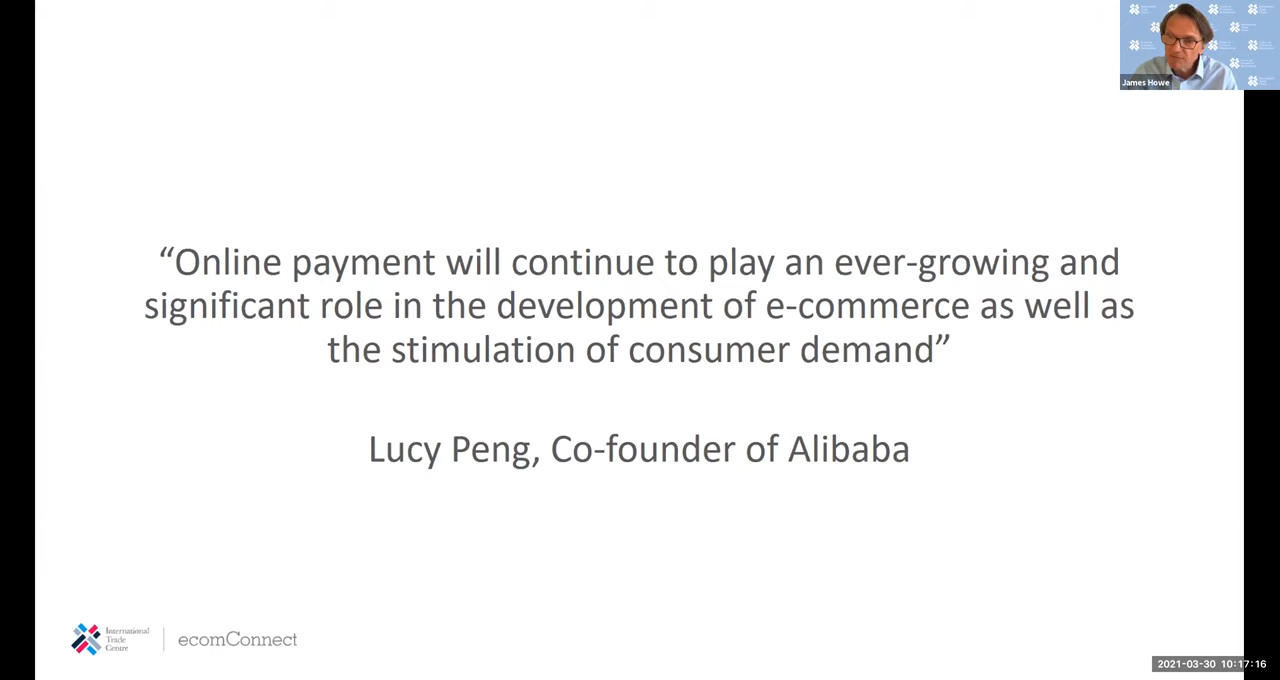 James Howe
“Online payment will continue to play an ever-growing and
significant role in the development of e-commerce as well as
the stimulation of consumer demand”
Lucy Peng, Co-founder of Alibaba
International
Trade
Centre
ecomConnect
2021-03-30 10:17:16